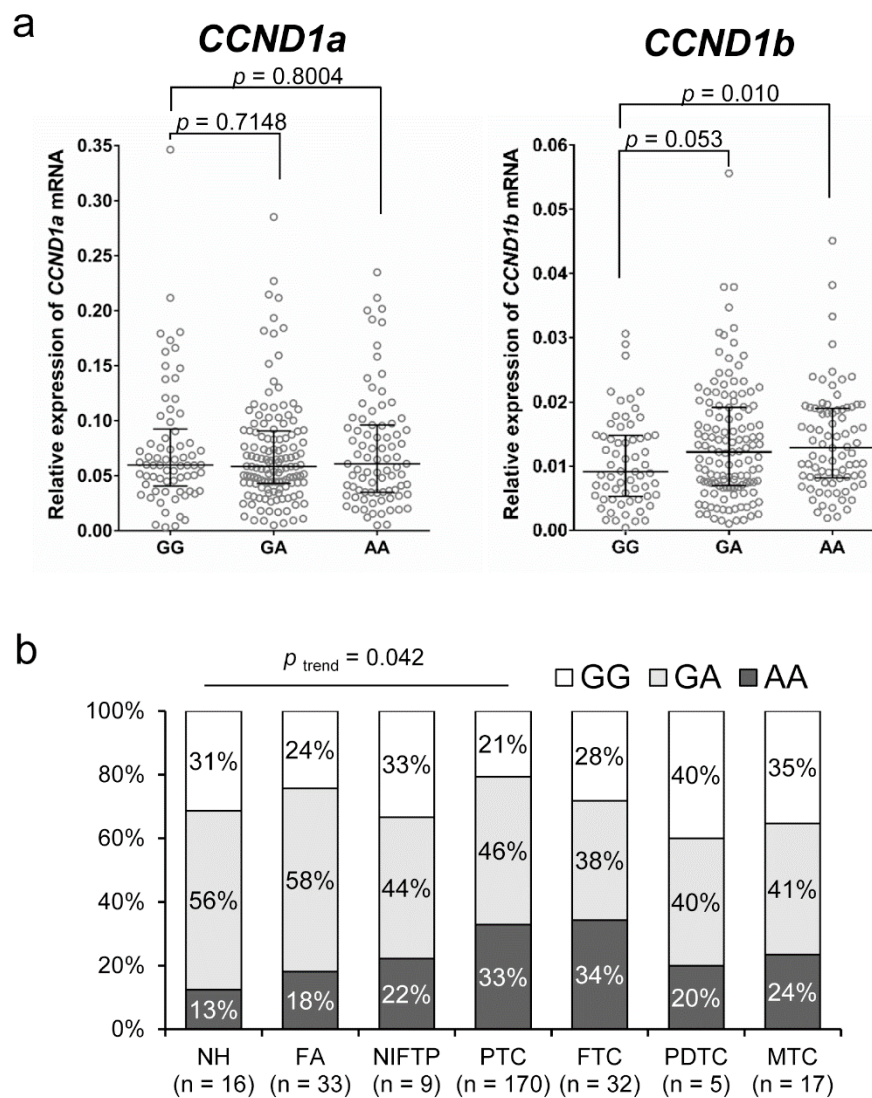 a
CCND1a
CCND1b
p = 0.8004
p = 0.7148
p = 0.010
p = 0.053
Relative expression of CCND1a mRNA
0.35
0.30
0.25
0.20
0.15
0.10
0.05
0.00
GG GA AA
Relative expression of CCND1b mRNA
0.06
0.05
0.04
0.03
0.02
0.01
0.00
GG GA AA
b
p trend = 0.042
GG GA AA
100%
80%
60%
40%
20%
0%
31% 24% 33% 21% 28% 40% 35%
56% 58% 44% 46% 38% 40% 41%
13% 18% 22% 33% 34% 20% 24%
NH FA NIFTP PTC FTC PDTC MTC
(n = 16) (n = 33) (n = 9) (n = 170) (n = 32) (n = 5) (n = 17)